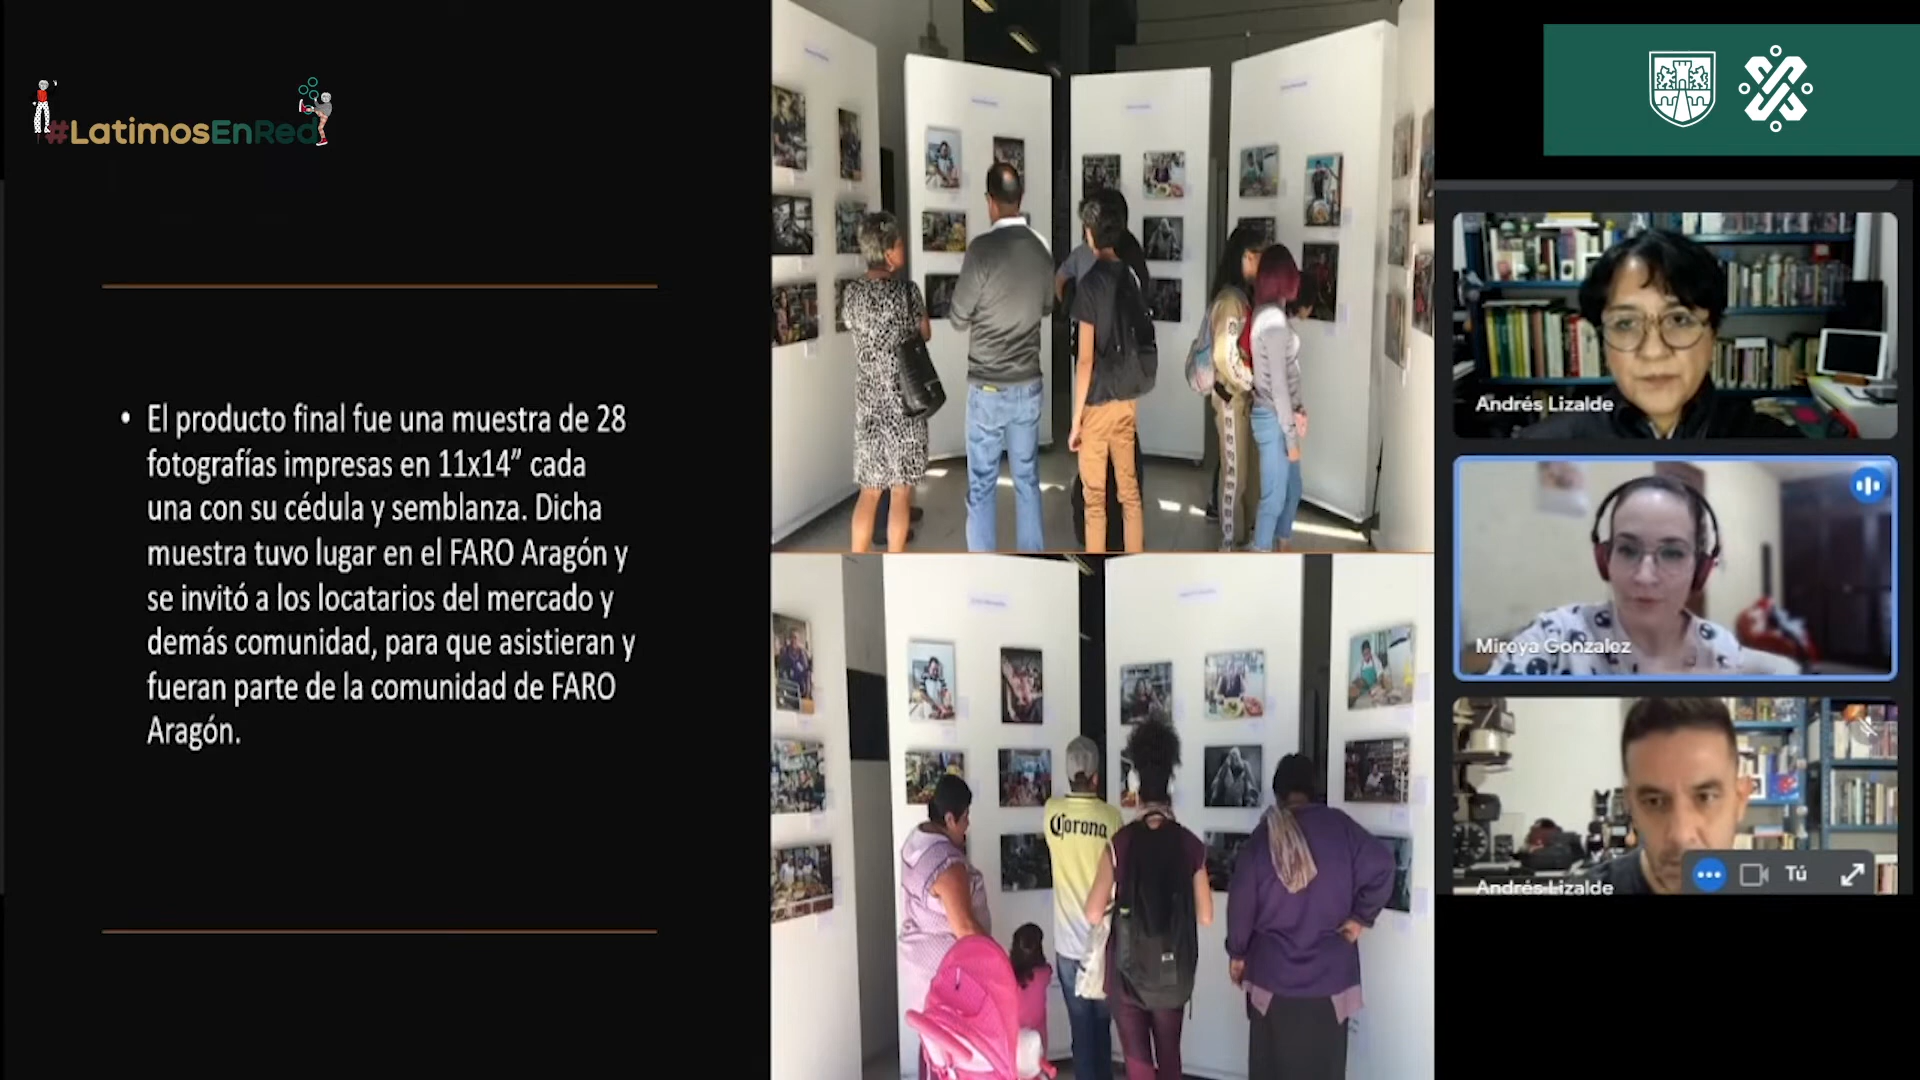 #LatimosEnRed
• El producto final fue una muestra de 28
fotografías impresas en 11x14” cada
una con su cédula y semblanza. Dicha
muestra tuvo lugar en el FARO Aragón y
se invitó a los locatarios del mercado y
demás comunidad, para que asistieran y
fueran parte de la comunidad de FARO
Aragón.
Corona
Andrés Lizalde
Miroya Gonzalez
Andrés Lizalde
Tú